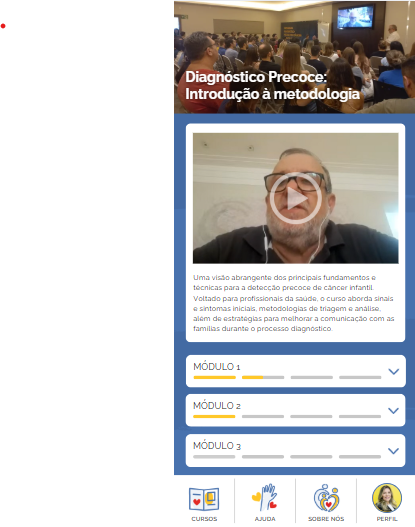 Diagnóstico Precoce:
Introdução à metodologia
Uma visão abrangente dos principais fundamentos e
técnicas para a detecção precoce de câncer infantil.
Voltado para profissionais da saúde, o curso aborda sinais
e sintomas iniciais, metodologias de triagem e análise,
além de estratégias para melhorar a comunicação com as
famílias durante o processo diagnóstico.
MÓDULO 1
MÓDULO 2
MÓDULO 3
CURSOS
AJUDA
SOBRE NÓS
PERFIL